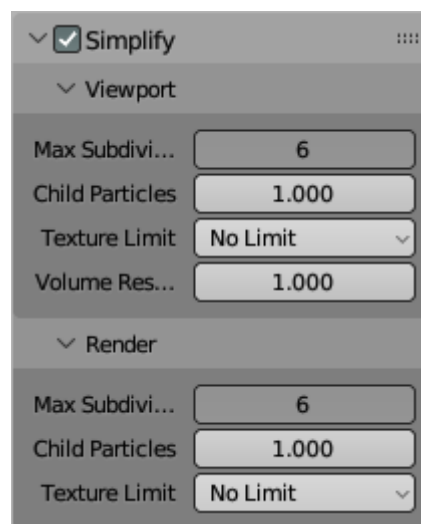 Simplify
Viewport
Max Subdivi... 6
Child Particles 1.000
Texture Limit No Limit
Volume Res... 1.000
Render
Max Subdivi... 6
Child Particles 1.000
Texture Limit No Limit